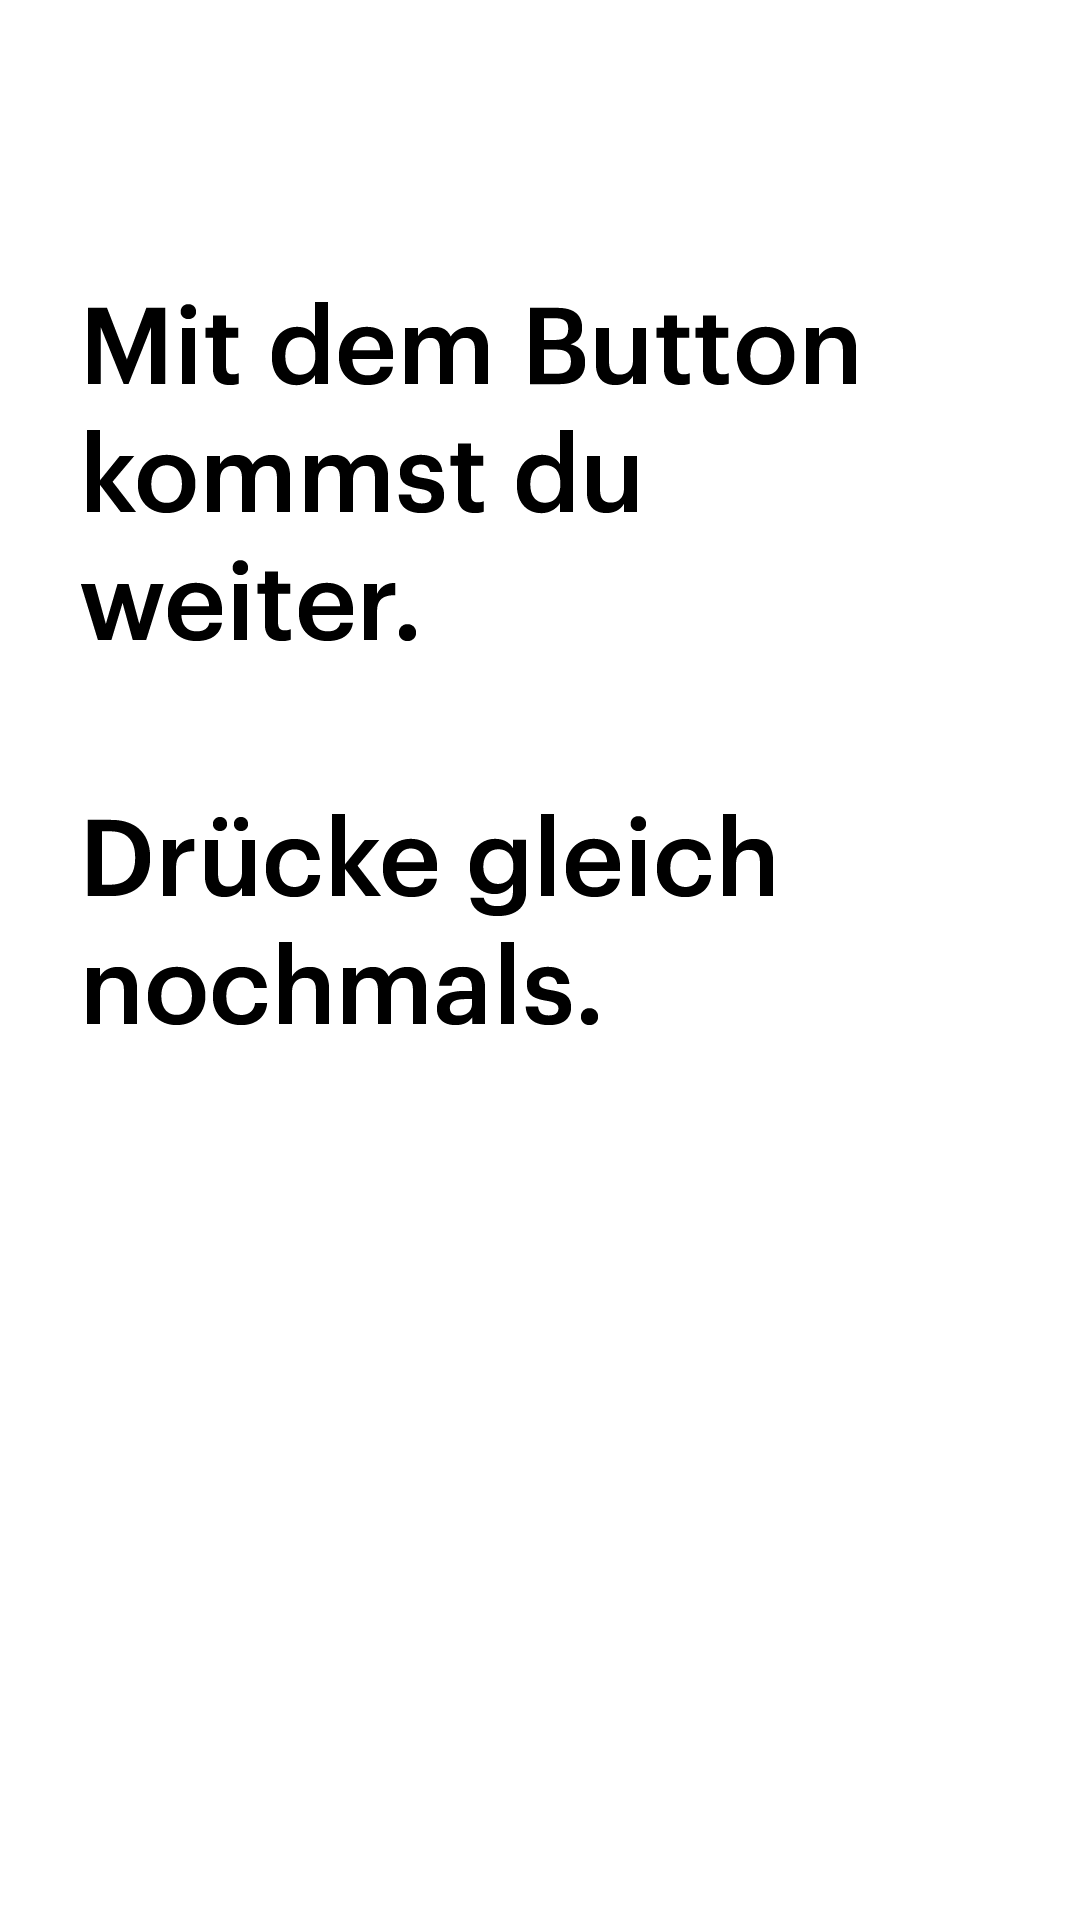 Mit dem Button
kommst du
weiter.
Drücke gleich
nochmals.